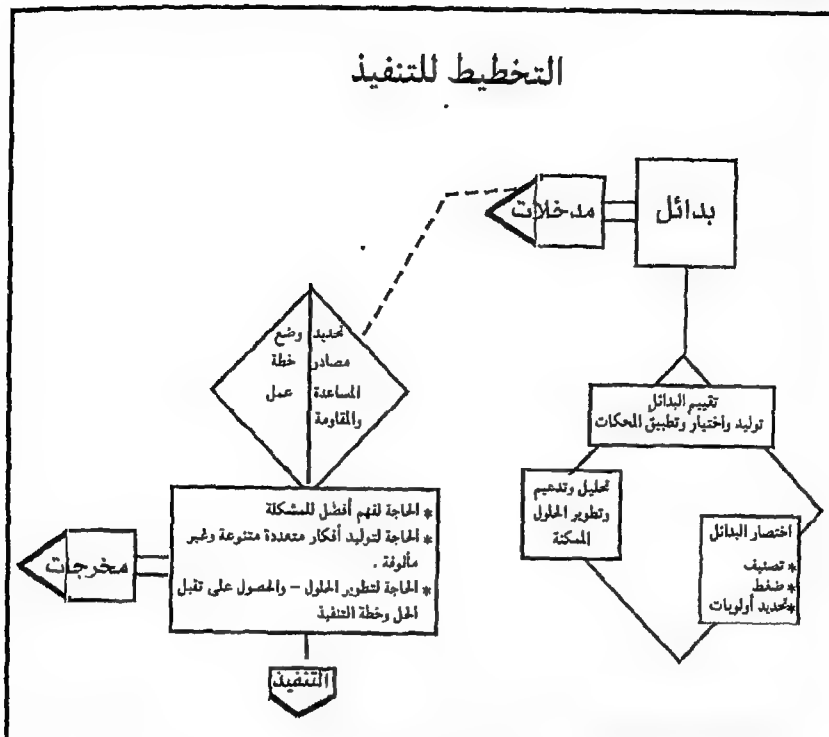 التخطيط للتنفيذ
بدائل
مدخلات
تحديد
مصادر
المساعدة
والمقاومة
وضع
خطة
عمل
تقييم البدائل
توليد واختيار وتطبيق المحكات
تحليل وتدعيم
وتطوير الحلول
الممكنة
اختصار البدائل
* تصنيف
* ضغط
* تحديد أولويات
* الحاجة لفهم أفضل للمشكلة
* الحاجة لتوليد أفكار متعددة متنوعة وغير
مألوفة .
* الحاجة لتطوير الحلول – والحصول على تقبل
الحل وخطة التنفيذ
مخرجات
التنفيذ